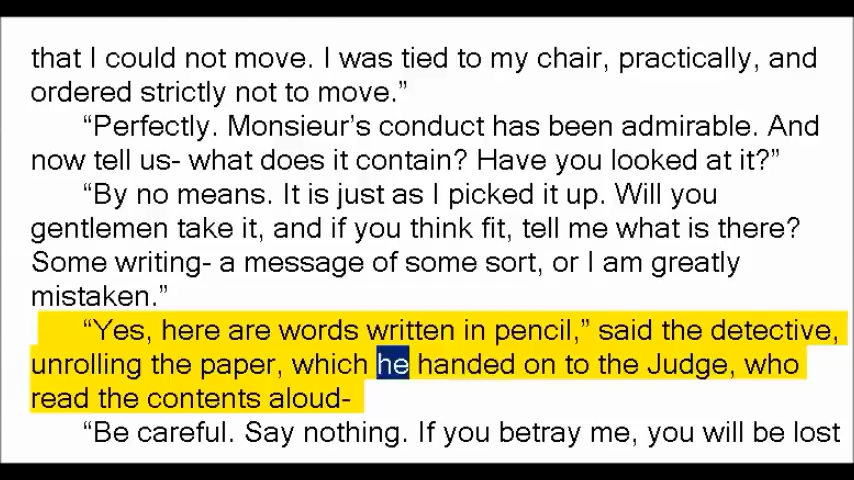 that I could not move. I was tied to my chair, practically, and
ordered strictly not to move.”
“Perfectly. Monsieur’s conduct has been admirable. And
now tell us- what does it contain? Have you looked at it?”
“By no means. It is just as I picked it up. Will you
gentlemen take it, and if you think fit, tell me what is there?
Some writing- a message of some sort, or I am greatly
mistaken.”
“Yes, here are words written in pencil,” said the detective,
unrolling the paper, which he handed on to the Judge, who
read the contents aloud-
“Be careful. Say nothing. If you betray me, you will be lost